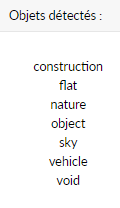 Objets détectés :
construction
flat
nature
object
sky
vehicle
void